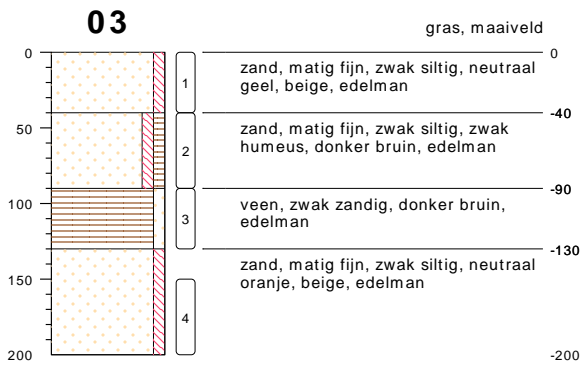 03
gras, maaiveld
0
0
zand, matig fijn, zwak siltig, neutraal
geel, beige, edelman
1
-40
50
zand, matig fijn, zwak siltig, zwak
humeus, donker bruin, edelman
2
-90
100
veen, zwak zandig, donker bruin,
edelman
3
-130
150
zand, matig fijn, zwak siltig, neutraal
oranje, beige, edelman
4
200
-200